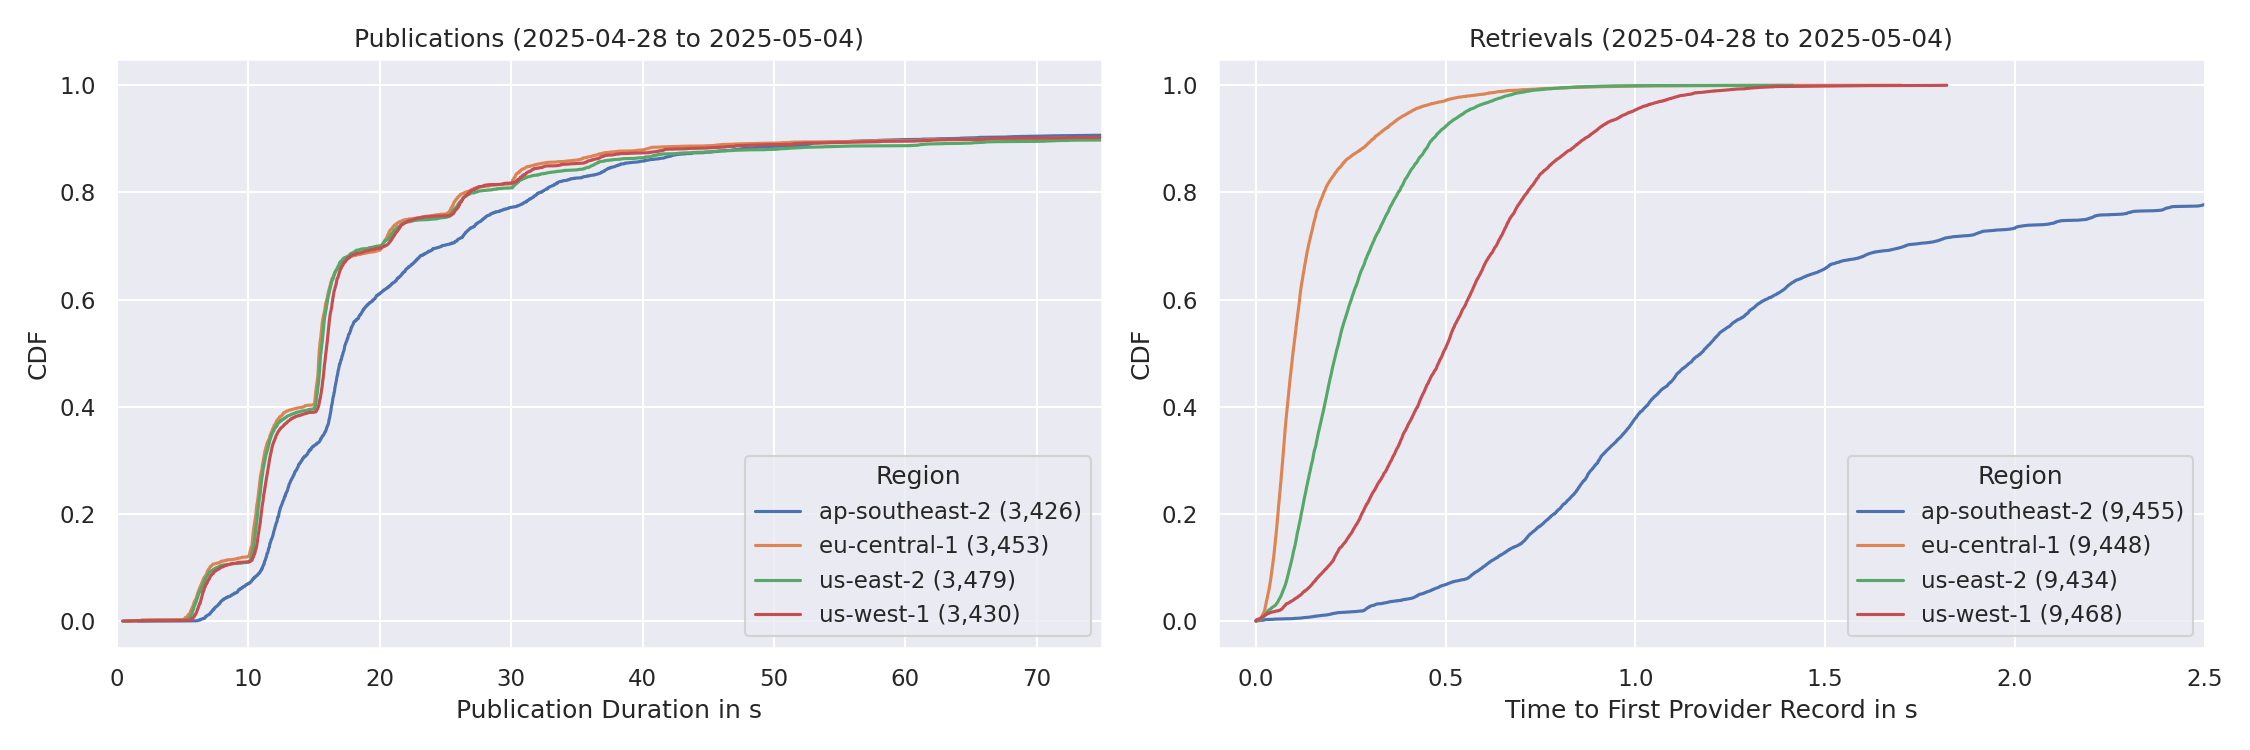 Publications (2025-04-28 to 2025-05-04)
CDF
1.0
0.8
0.6
0.4
0.2
0.0
Region
ap-southeast-2 (3,426)
eu-central-1 (3,453)
us-east-2 (3,479)
us-west-1 (3,430)
0 10 20 30 40 50 60 70
Publication Duration in s
Retrievals (2025-04-28 to 2025-05-04)
CDF
1.0
0.8
0.6
0.4
0.2
0.0
Region
ap-southeast-2 (9,455)
eu-central-1 (9,448)
us-east-2 (9,434)
us-west-1 (9,468)
0.0 0.5 1.0 1.5 2.0 2.5
Time to First Provider Record in s